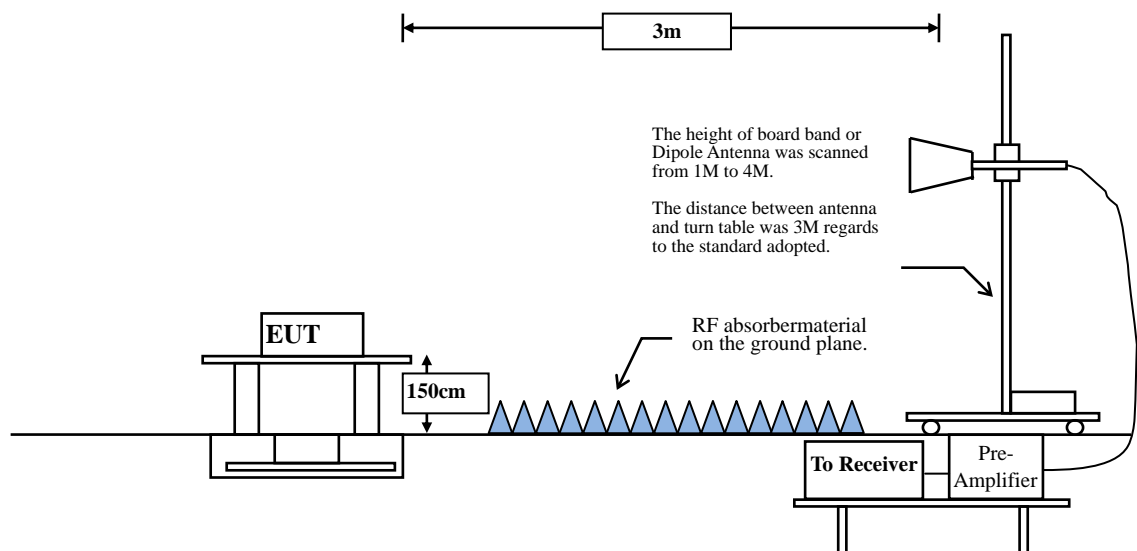 3m
The height of board band or
Dipole Antenna was scanned
from 1M to 4M.
The distance between antenna
and turn table was 3M regards
to the standard adopted.
RF absorbermaterial
on the ground plane.
EUT
150cm
To Receiver
Pre-
Amplifier